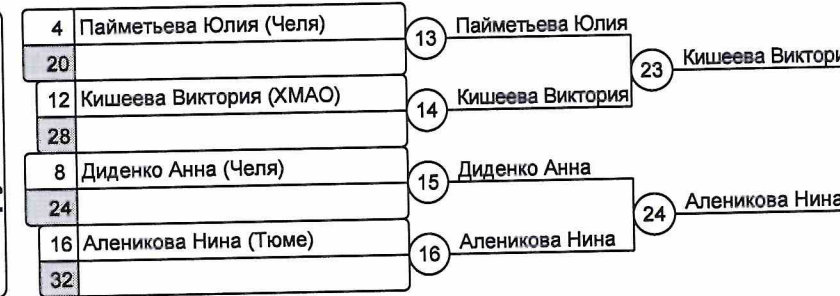 4 Пайметьева Юлия (Челя)
20
13 Пайметьева Юлия
12 Кишеева Виктория (ХМАО)
28
14 Кишеева Виктория
23 Кишеева Виктори
8 Диденко Анна (Челя)
24
15 Диденко Анна
16 Аленикова Нина (Тюме)
32
16 Аленикова Нина
24 Аленикова Нина